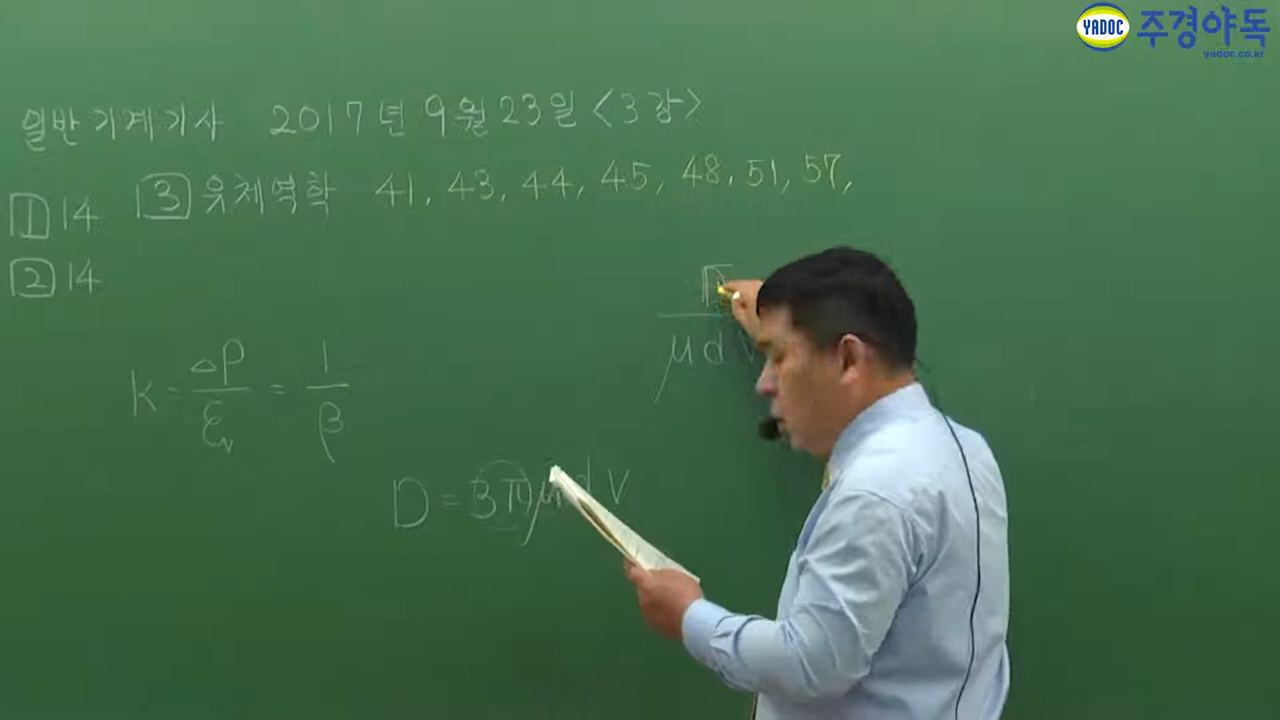 YADOC 주경야독
yadoc.co.kr
일반기계기사 2017년 9월 23일 <3강>
1 14 3 유체역학 41, 43, 44, 45, 48, 51, 57,
2 14
μ d V
K = ΔP / εv = 1 / β
D = 3πμd V